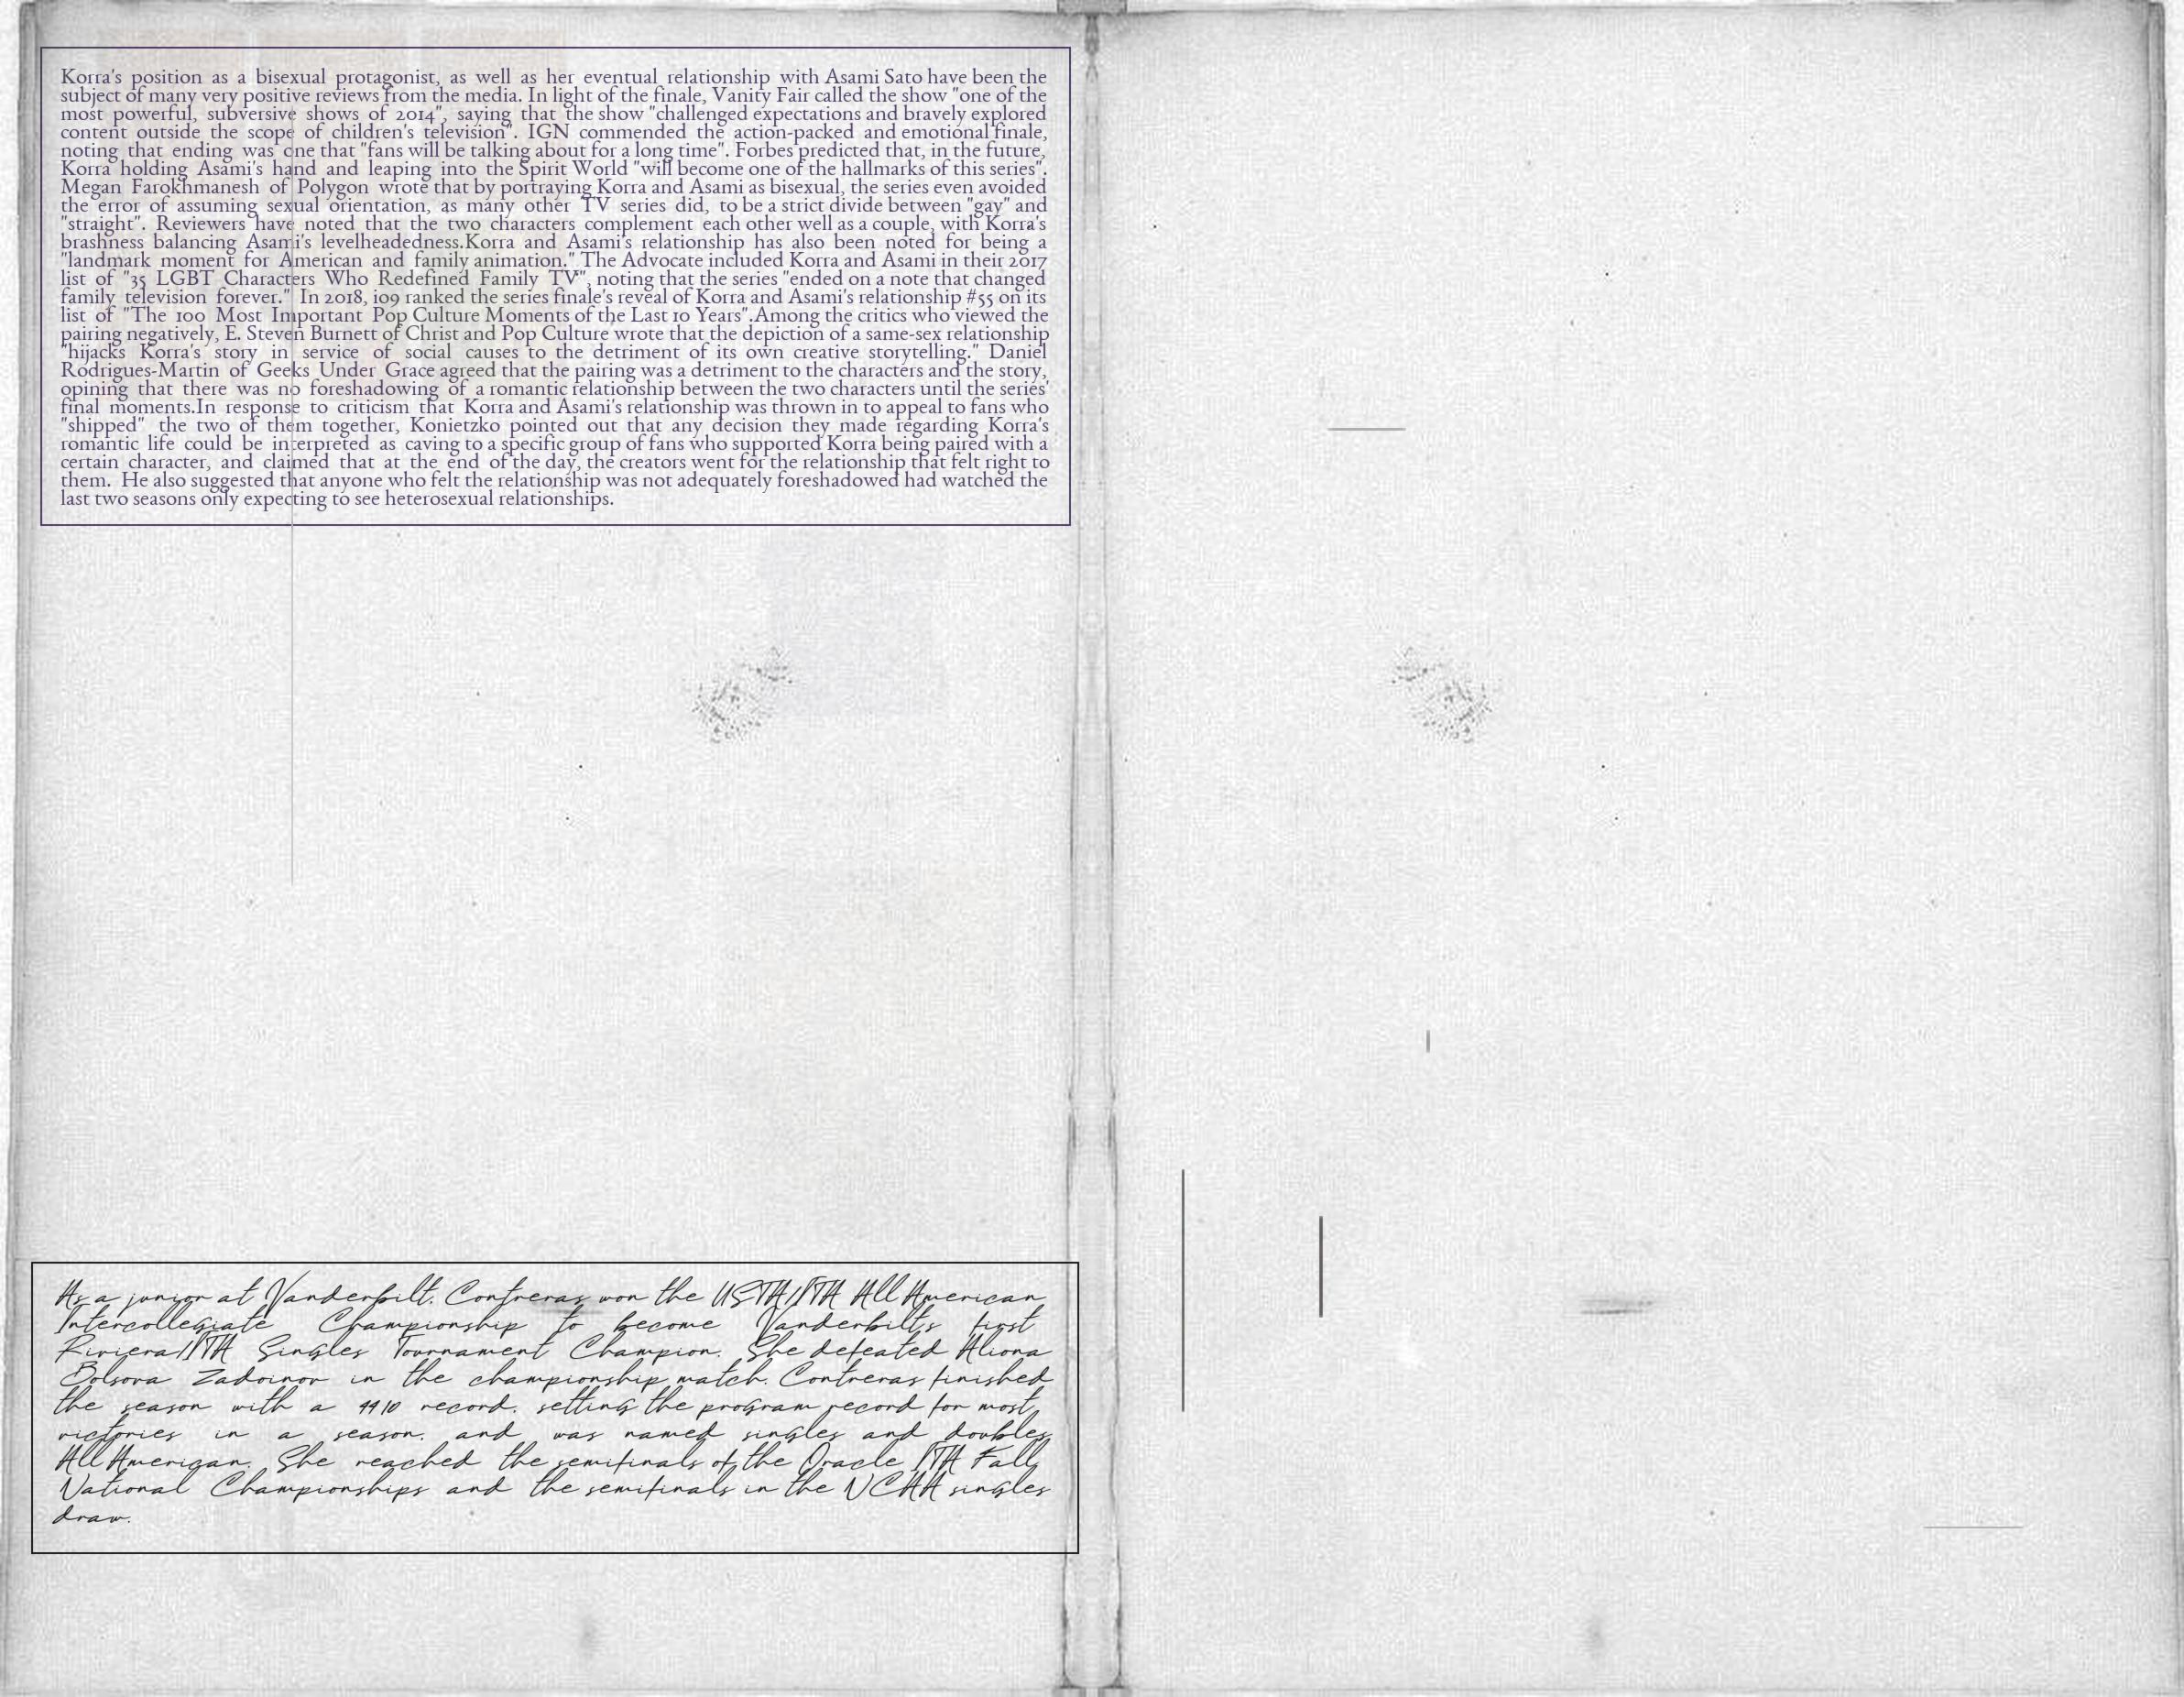 Korra's position as a bisexual protagonist, as well as her eventual relationship with Asami Sato have been the
subject of many very positive reviews from the media. In light of the finale, Vanity Fair called the show "one of the
most powerful, subversive shows of 2014", saying that the show "challenged expectations and bravely explored
content outside the scope of children's television". IGN commended the action-packed and emotional finale,
noting that ending was one that "fans will be talking about for a long time". Forbes predicted that, in the future,
Korra holding Asami's hand and leaping into the Spirit World "will become one of the hallmarks of this series".
Megan Farokhmanesh of Polygon wrote that by portraying Korra and Asami as bisexual, the series even avoided
the error of assuming sexual orientation, as many other TV series did, to be a strict divide between "gay" and
"straight". Reviewers have noted that the two characters complement each other well as a couple, with Korra's
brashness balancing Asami's levelheadedness.Korra and Asami's relationship has also been noted for being a
"landmark moment for American and family animation." The Advocate included Korra and Asami in their 2017
list of "35 LGBT Characters Who Redefined Family TV", noting that the series "ended on a note that changed
family television forever." In 2018, io9 ranked the series finale's reveal of Korra and Asami's relationship #55 on its
list of "The 100 Most Important Pop Culture Moments of the Last 10 Years".Among the critics who viewed the
pairing negatively, E. Steven Burnett of Christ and Pop Culture wrote that the depiction of a same-sex relationship
"hijacks Korra's story in service of social causes to the detriment of its own creative storytelling." Daniel
Rodrigues-Martin of Geeks Under Grace agreed that the pairing was a detriment to the characters and the story,
opining that there was no foreshadowing of a romantic relationship between the two characters until the series'
final moments.In response to criticism that Korra and Asami's relationship was thrown in to appeal to fans who
"shipped" the two of them together, Konietzko pointed out that any decision they made regarding Korra's
romantic life could be interpreted as caving to a specific group of fans who supported Korra being paired with a
certain character, and claimed that at the end of the day, the creators went for the relationship that felt right to
them. He also suggested that anyone who felt the relationship was not adequately foreshadowed had watched the
last two seasons only expecting to see heterosexual relationships.
As a junior at Vanderbilt, Contreras won the USTA/ITA All American
Intercollegiate Championship to become Vanderbilt's first
Riviera/ITA Singles Tournament Champion. She defeated Aliona
Bolsova Zadoinov in the championship match. Contreras finished
the season with a 4410 record, setting the program record for most
victories in a season, and was named singles and doubles
All American. She reached the semifinals of the Oracle ITA Fall
National Championships and the semifinals in the NCAA singles
draw.